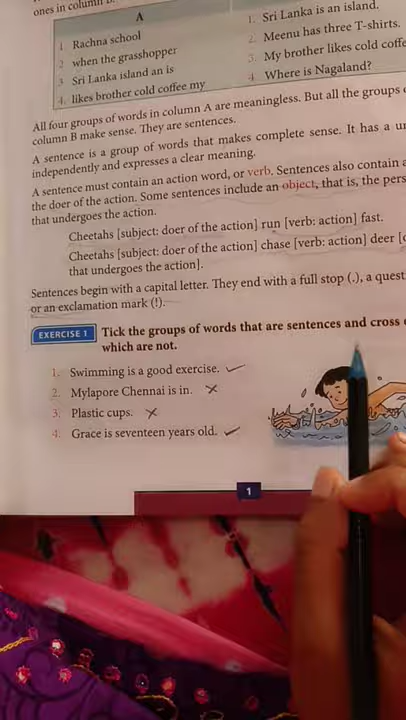 ones in column B.
A
1. Rachna school
2. when the grasshopper
3. Sri Lanka island an is
4. likes brother cold coffee my
1. Sri Lanka is an island.
2. Meenu has three T-shirts.
3. My brother likes cold coffe
4. Where is Nagaland?
All four groups of words in column A are meaningless. But all the groups
column B make sense. They are sentences.
A sentence is a group of words that makes complete sense. It has a
independently and expresses a clear meaning.
A sentence must contain an action word, or verb. Sentences also contain a
the doer of the action. Some sentences include an object, that is, the pers
that undergoes the action.
Cheetahs [subject: doer of the action] run [verb: action] fast.
Cheetahs [subject: doer of the action] chase [verb: action] deer [
that undergoes action].
Sentences begin with a capital letter. They end with a full stop (.), a quest
or an exclamation mark (!).
EXERCISE 1 Tick the groups of words that are sentences and cross
which are not.
1. Swimming is a good exercise. ✓
2. Mylapore Chennai is in. ✗
3. Plastic cups. ✗
4. Grace is seventeen years old. ✓
1